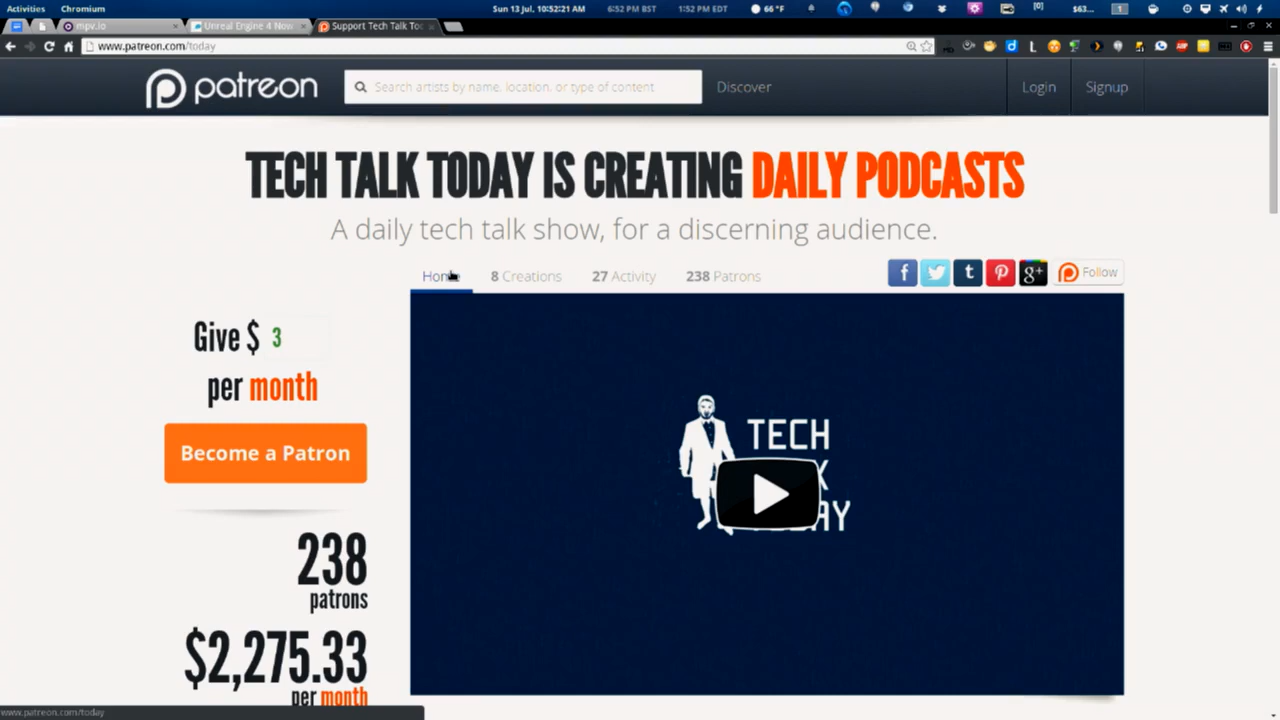 Activities Chromium Sun 13 Jul, 10:52:21 AM 6:52 PM BST 1:52 PM EDT 66 °F $63... 1
mpv.io Unreal Engine 4 Now Support Tech Talk To
www.patreon.com/today
patreon Search artists by name, location, or type of content Discover Login Signup
TECH TALK TODAY IS CREATING DAILY PODCASTS
A daily tech talk show, for a discerning audience.
Home 8 Creations 27 Activity 238 Patrons f t g+ Follow
Give $ 3
per month
Become a Patron
TECH
238
patrons
$2,275.33
per month
www.patreon.com/today